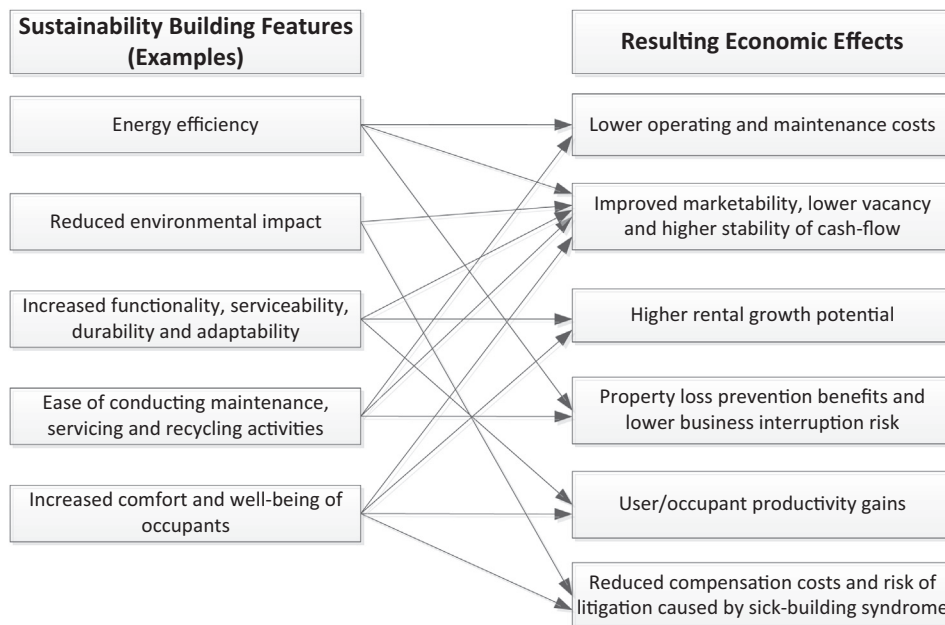 Sustainability Building Features
(Examples)
Resulting Economic Effects
Energy efficiency
Lower operating and maintenance costs
Reduced environmental impact
Improved marketability, lower vacancy
and higher stability of cash-flow
Increased functionality, serviceability,
durability and adaptability
Higher rental growth potential
Ease of conducting maintenance,
servicing and recycling activities
Property loss prevention benefits and
lower business interruption risk
Increased comfort and well-being of
occupants
User/occupant productivity gains
Reduced compensation costs and risk of
litigation caused by sick-building syndrome